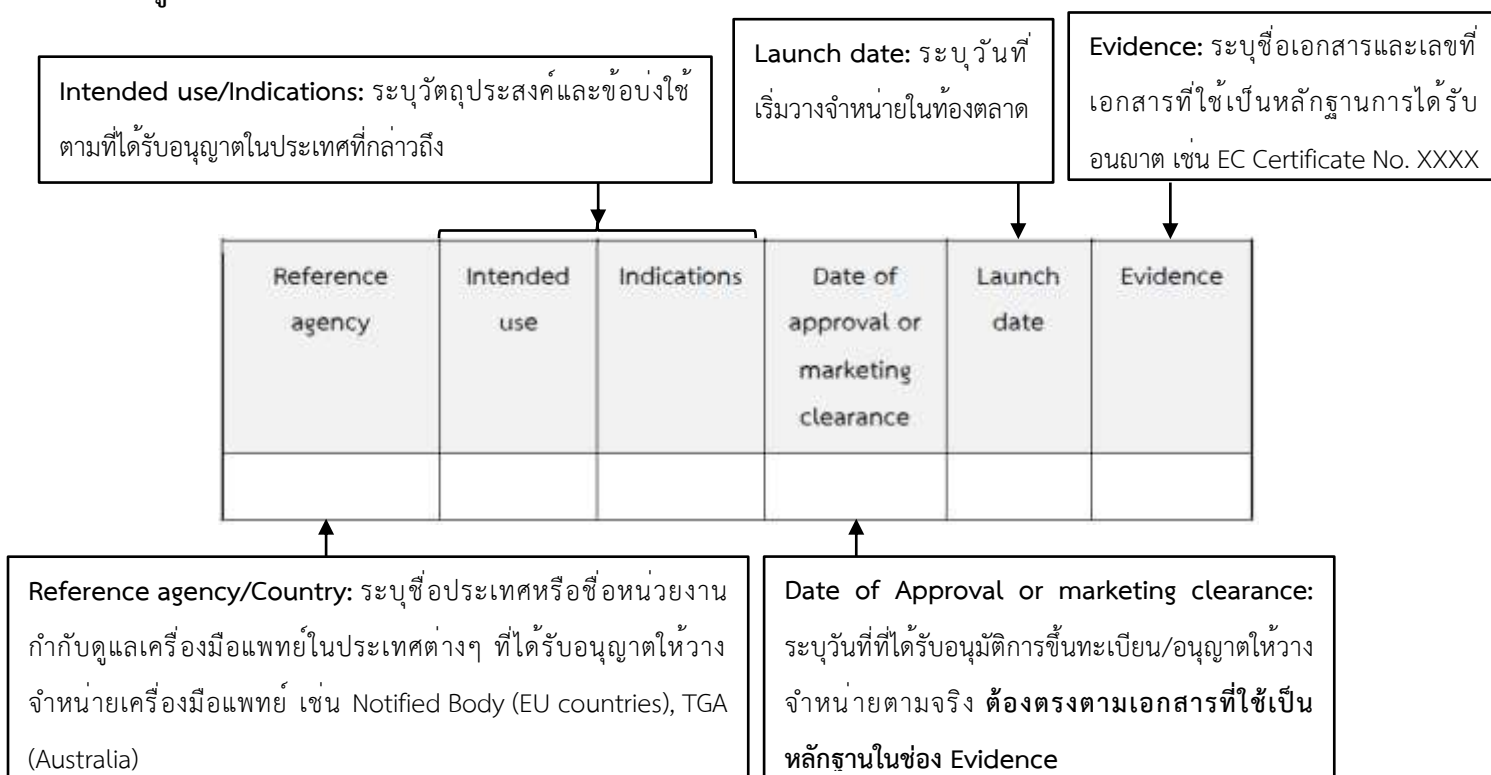 Intended use/Indications: ระบุวัตถุประสงค์และข้อบ่งใช้
ตามที่ได้รับอนุญาตในประเทศที่กล่าวถึง
Launch date: ระบุวันที่
เริ่มวางจำหน่ายในท้องตลาด
Evidence: ระบุชื่อเอกสารและเลขที่
เอกสารที่ใช้เป็นหลักฐานการได้รับ
อนญาต เช่น EC Certificate No. XXXX
Reference
agency
Intended
use
Indications
Date of
approval or
marketing
clearance
Launch
date
Evidence
Reference agency/Country: ระบุชื่อประเทศหรือชื่อหน่วยงาน
กำกับดูแลเครื่องมือแพทย์ในประเทศต่างๆ ที่ได้รับอนุญาตให้วาง
จำหน่ายเครื่องมือแพทย์ เช่น Notified Body (EU countries), TGA
(Australia)
Date of Approval or marketing clearance:
ระบุวันที่ที่ได้รับอนุมัติการขึ้นทะเบียน/อนุญาตให้วาง
จำหน่ายตามจริง ต้องตรงตามเอกสารที่ใช้เป็น
หลักฐานในช่อง Evidence